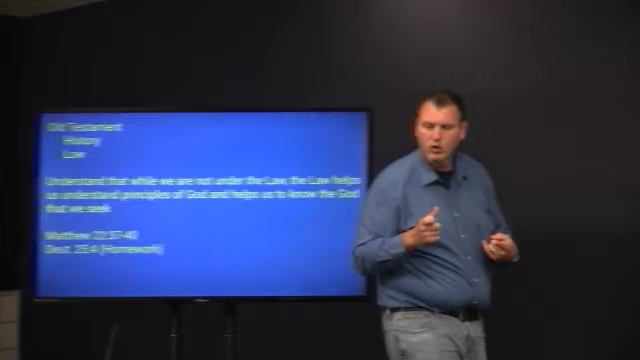 Old Testament
History
Law
Understand that while we are not under the Law, the Law helps
us understand principles of God and helps us to know the God
that we seek
Matthew 22:37-40
Deut. 25:4 (Homework)